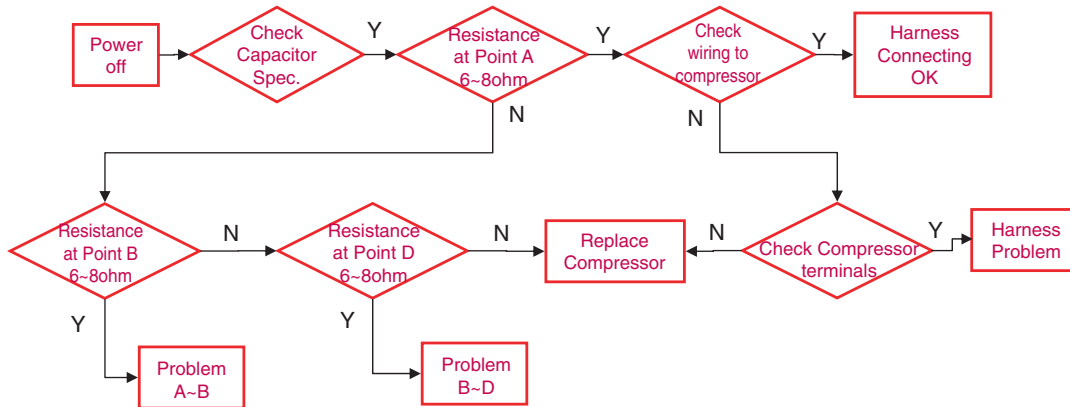 Power
off
Check
Capacitor
Spec.
Y
Resistance
at Point A
6~8ohm
Y
Check
wiring to
compressor
Y
Harness
Connecting
OK
N
N
Resistance
at Point B
6~8ohm
N
Resistance
at Point D
6~8ohm
N
Replace
Compressor
N
Check Compressor
terminals
Y
Harness
Problem
Y
Problem
A~B
Y
Problem
B~D